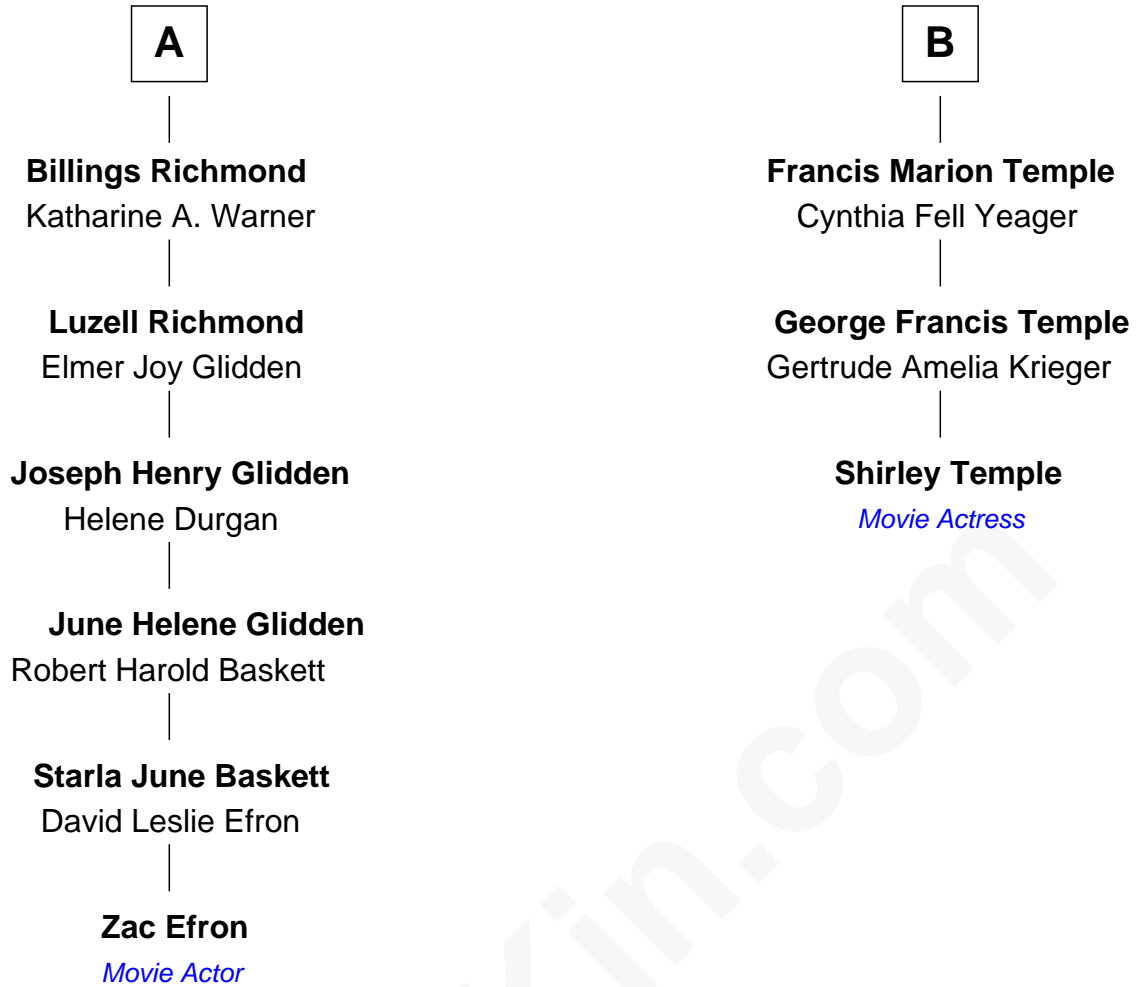 A
Billings Richmond
Katharine A. Warner
Luzell Richmond
Elmer Joy Glidden
Joseph Henry Glidden
Helene Durgan
June Helene Glidden
Robert Harold Baskett
Starla June Baskett
David Leslie Efron
Zac Efron
Movie Actor
B
Francis Marion Temple
Cynthia Fell Yeager
George Francis Temple
Gertrude Amelia Krieger
Shirley Temple
Movie Actress
Kin.com